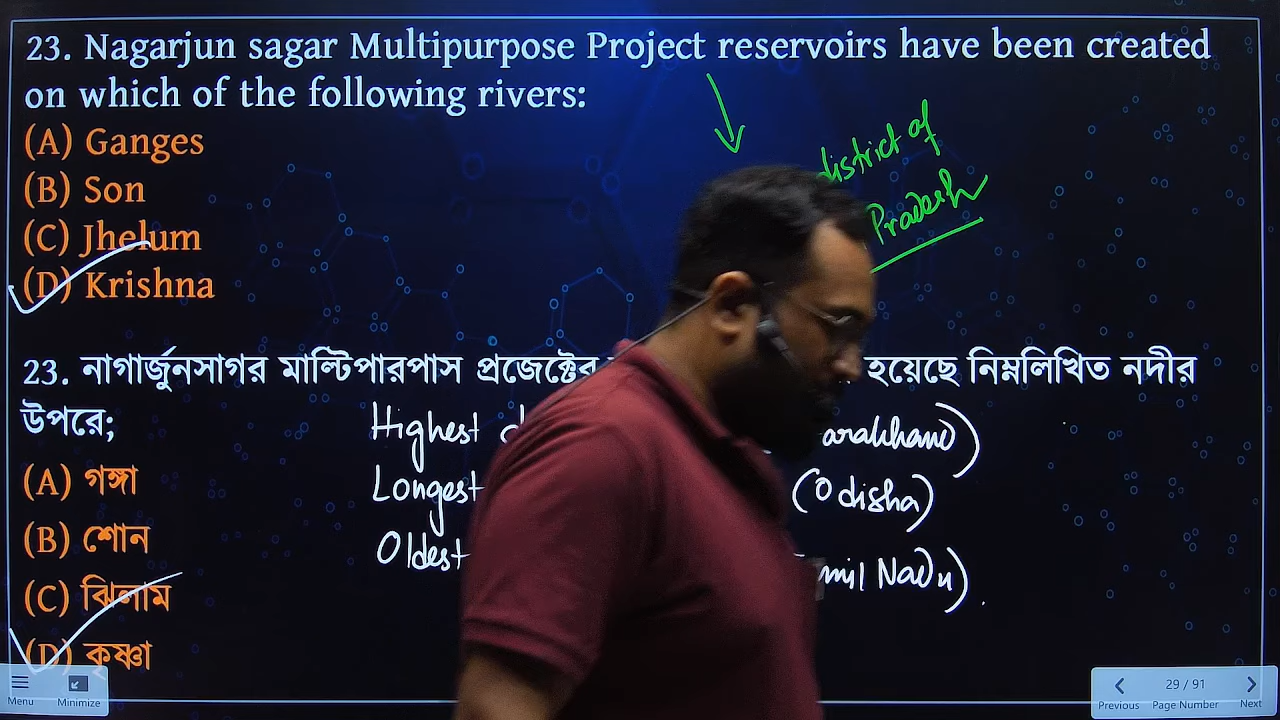 23. Nagarjun sagar Multipurpose Project reservoirs have been created
on which of the following rivers:
(A) Ganges
(B) Son
(C) Jhelum
(D) Krishna
district of
Pradesh
23. নাগার্জুনসাগর মাল্টিপারপাস প্রজেক্টের হয়েছে নিম্নলিখিত নদীর
উপরে;
(A) গঙ্গা
(B) শোন
(C) ঝিলাম
(D) কৃষ্ণা
Highest
Longest (Odisha)
Oldest Nadu).
Menu
Minimize
29 / 91
Previous Page Number Next